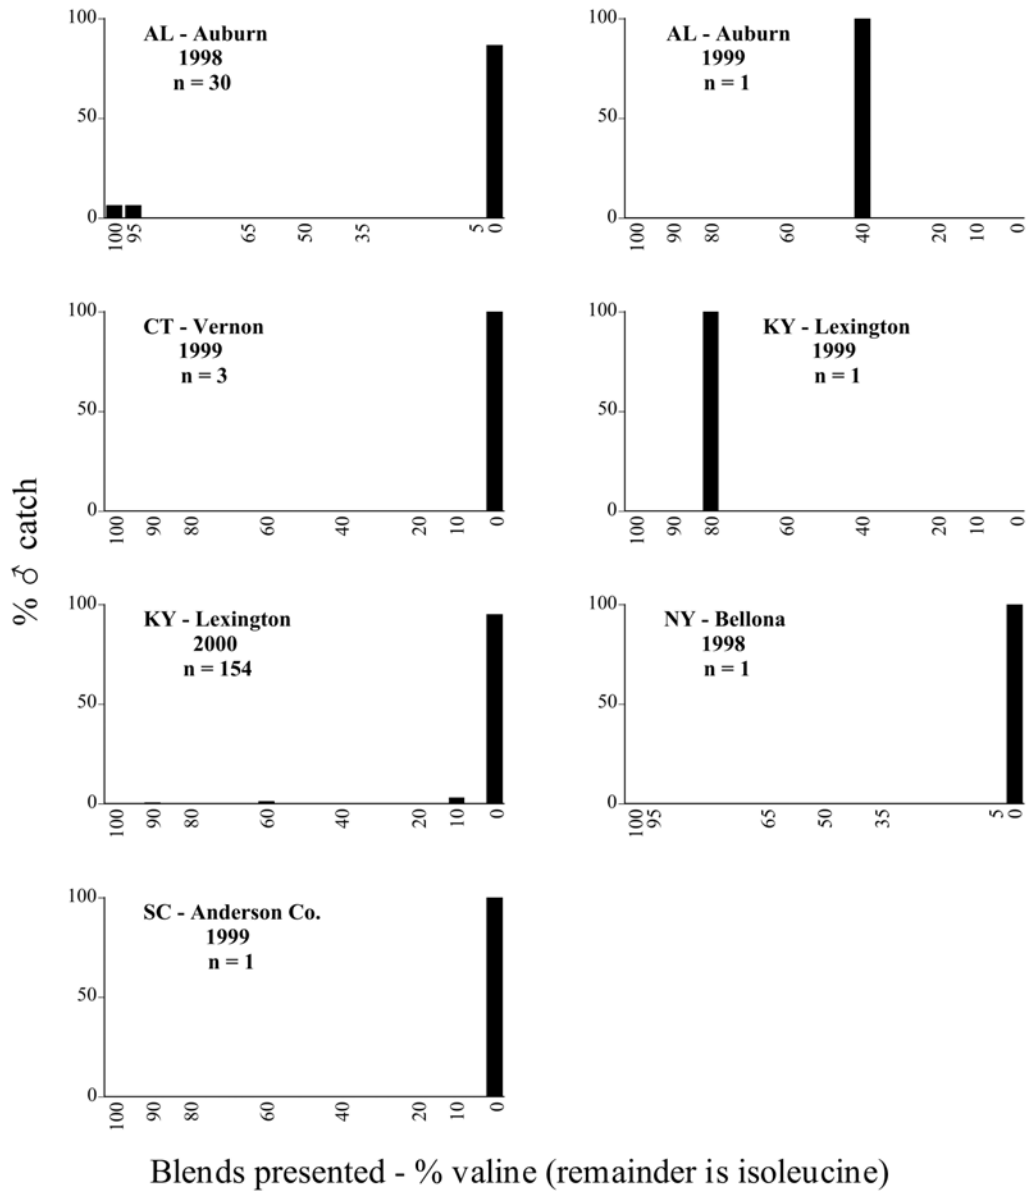 % ♂ catch
100
50
0
AL - Auburn
1998
n = 30
100 95 65 50 35 5 0
100
50
0
AL - Auburn
1999
n = 1
100 90 80 60 40 20 10 0
100
50
0
CT - Vernon
1999
n = 3
100 90 80 60 40 20 10 0
100
50
0
KY - Lexington
1999
n = 1
100 90 80 60 40 20 10 0
100
50
0
KY - Lexington
2000
n = 154
100 90 80 60 40 20 10 0
100
50
0
NY - Bellona
1998
n = 1
100 95 65 50 35 5 0
100
50
0
SC - Anderson Co.
1999
n = 1
100 90 80 60 40 20 10 0
Blends presented - % valine (remainder is isoleucine)